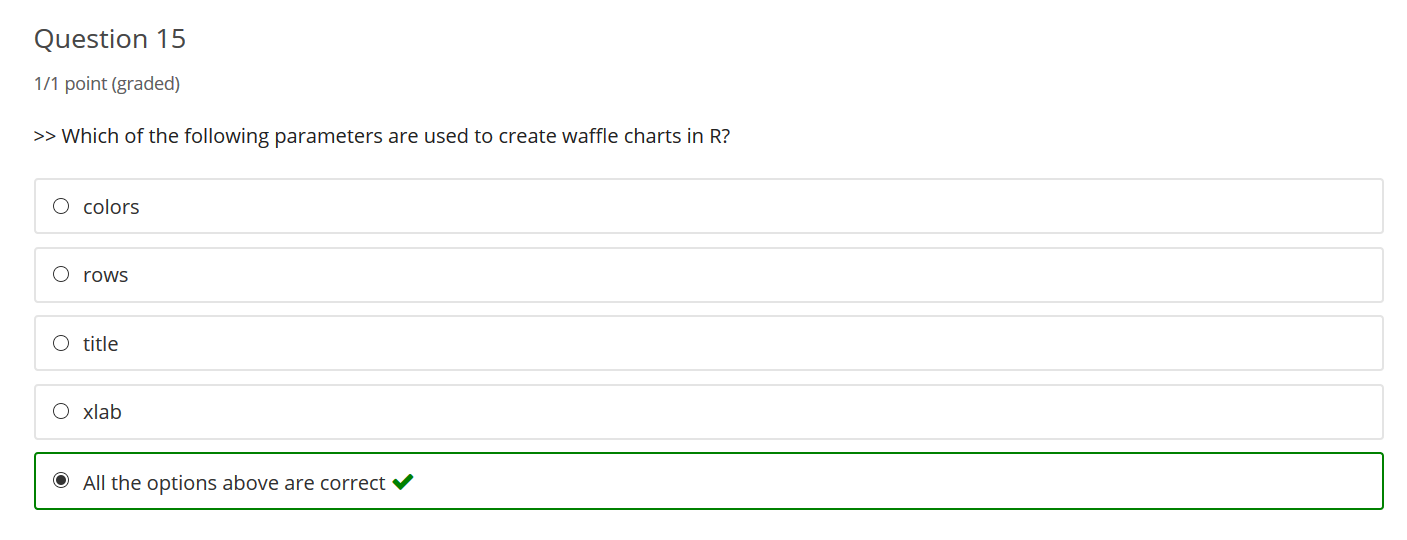 Question 15
1/1 point (graded)
>> Which of the following parameters are used to create waffle charts in R?
colors
rows
title
xlab
All the options above are correct